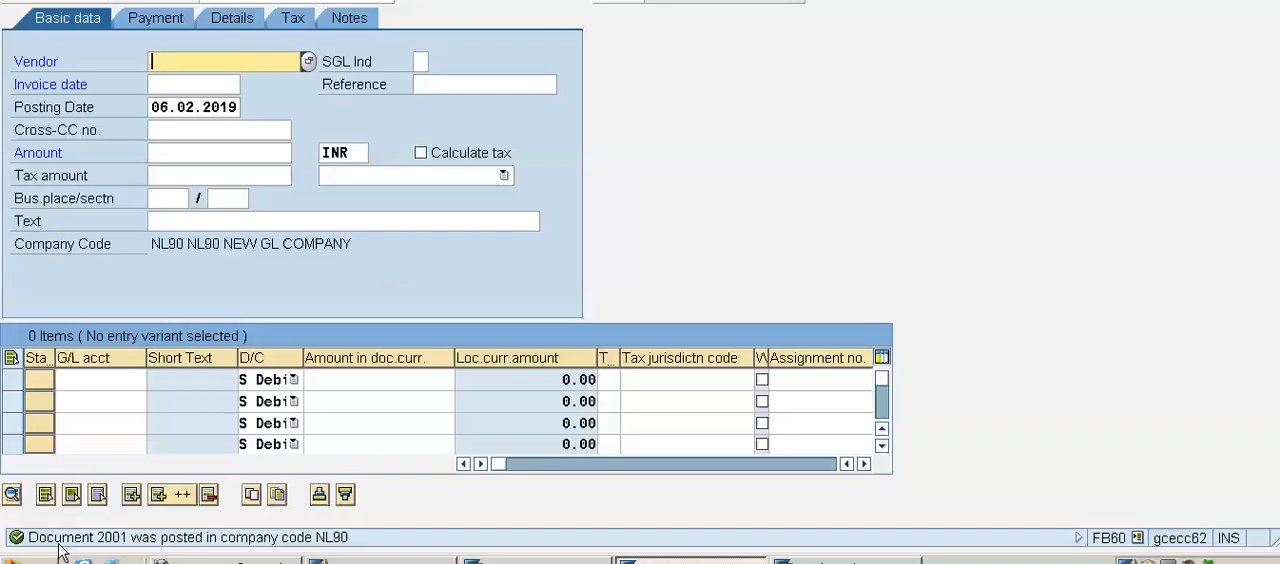 Basic data Payment Details Tax Notes
Vendor SGL Ind
Invoice date Reference
Posting Date 06.02.2019
Cross-CC no.
Amount INR Calculate tax
Tax amount
Bus.place/sectn /
Text
Company Code NL90 NL90 NEW GL COMPANY
0 Items ( No entry variant selected )
Sta... G/L acct Short Text D/C Amount in doc.curr. Loc.curr.amount T... Tax jurisdictn code W Assignment no.
S Debi 0.00
S Debi 0.00
S Debi 0.00
S Debi 0.00
++
Document 2001 was posted in company code NL90 FB60 gcecc62 INS